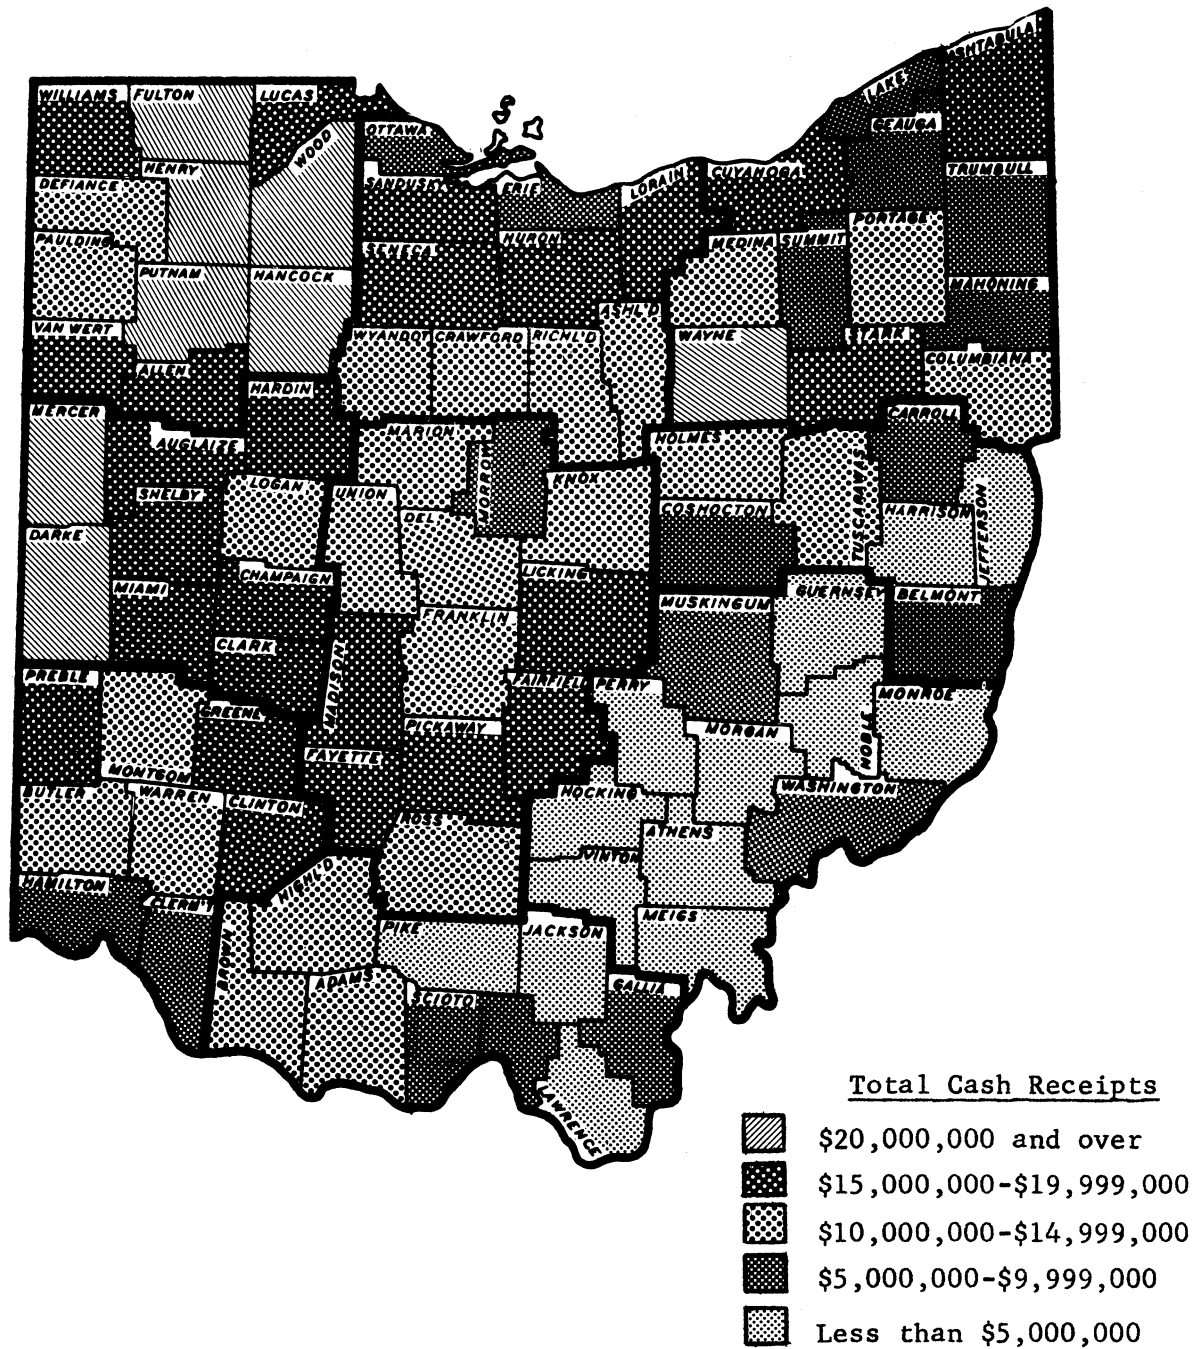 WILLIAMS
FULTON
LUCAS
OTTAWA
WOOD
HENRY
DEFIANCE
SANDUSKY
ERIE
LORAIN
CUYAHOGA
LAKE
GEAUGA
ASHTABULA
TRUMBULL
PAULDING
SENECA
HURON
MEDINA
SUMMIT
PORTAGE
PUTNAM
HANCOCK
MAHONING
VAN WERT
WYANDOT
CRAWFORD
RICHL'D
ASHL'D
WAYNE
STARK
COLUMBIANA
ALLEN
HARDIN
MERCER
AUGLAIZE
MARION
MORROW
HOLMES
CARROLL
SHELBY
LOGAN
UNION
KNOX
COSHOCTON
TUSCARAWAS
HARRISON
JEFFERSON
DARKE
DEL.
MIAMI
CHAMPAIGN
LICKING
MUSKINGUM
GUERNSEY
BELMONT
CLARK
MADISON
FRANKLIN
PREBLE
FAIRFIELD
PERRY
MONROE
GREENE
PICKAWAY
MORGAN
NOBLE
FAYETTE
MONTGOM
BUTLER
WARREN
CLINTON
HOCKING
WASHINGTON
ROSS
ATHENS
VINTON
HAMILTON
CLERM'T
HIGHL'D
BROWN
PIKE
JACKSON
MEIGS
ADAMS
SCIOTO
GALLIA
LAWRENCE
Total Cash Receipts
$20,000,000 and over
$15,000,000-$19,999,000
$10,000,000-$14,999,000
$5,000,000-$9,999,000
Less than $5,000,000